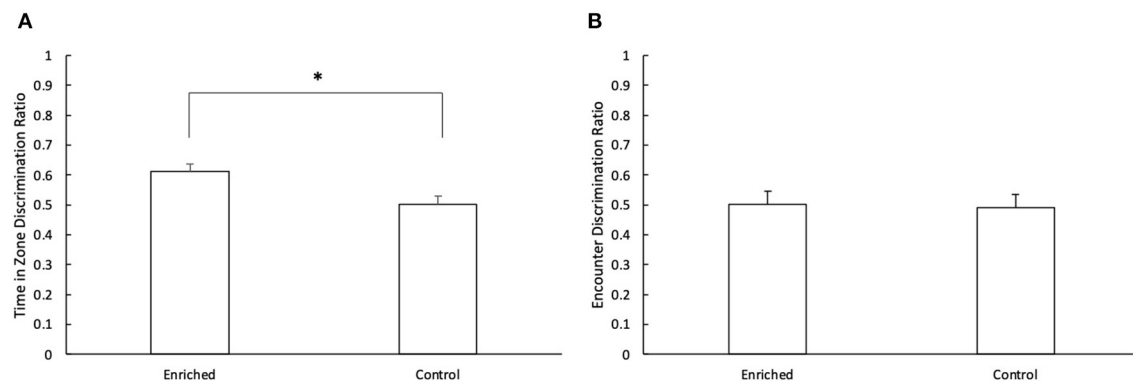 A
Time in Zone Discrimination Ratio
1
0.9
0.8
0.7
0.6
0.5
0.4
0.3
0.2
0.1
0
*
Enriched
Control
B
Encounter Discrimination Ratio
1
0.9
0.8
0.7
0.6
0.5
0.4
0.3
0.2
0.1
0
Enriched
Control